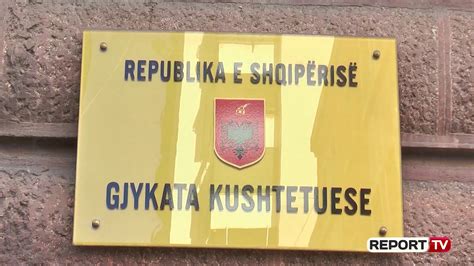 REPUBLIKA E SHQIPËRISË
GJYKATA KUSHTETUESE
REPORT TV